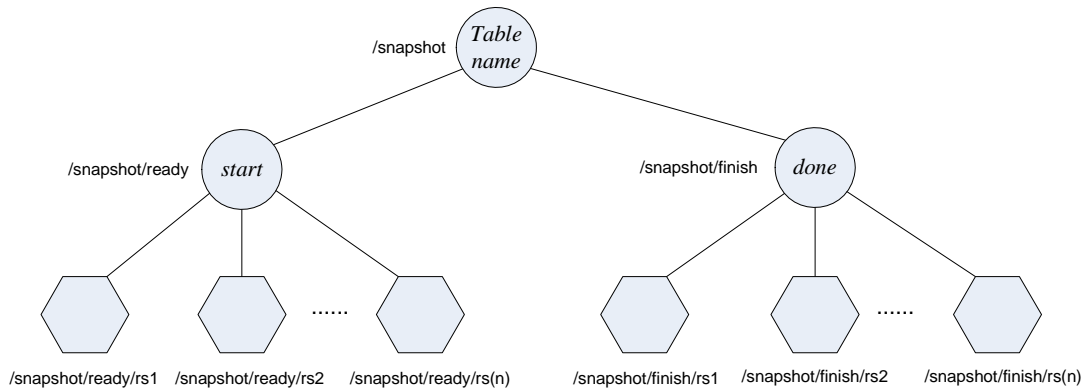 /snapshot
Table
name
/snapshot/ready
start
/snapshot/finish
done
......
......
/snapshot/ready/rs1
/snapshot/ready/rs2
/snapshot/ready/rs(n)
/snapshot/finish/rs1
/snapshot/finish/rs2
/snapshot/finish/rs(n)